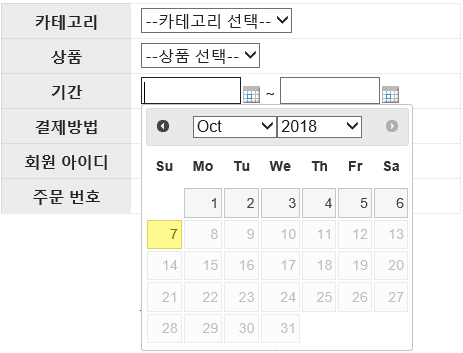 카테고리 --카테고리 선택--
상품 --상품 선택--
기간 ~
결제방법
회원 아이디
주문 번호
Oct 2018
Su Mo Tu We Th Fr Sa
1 2 3 4 5 6
7 8 9 10 11 12 13
14 15 16 17 18 19 20
21 22 23 24 25 26 27
28 29 30 31